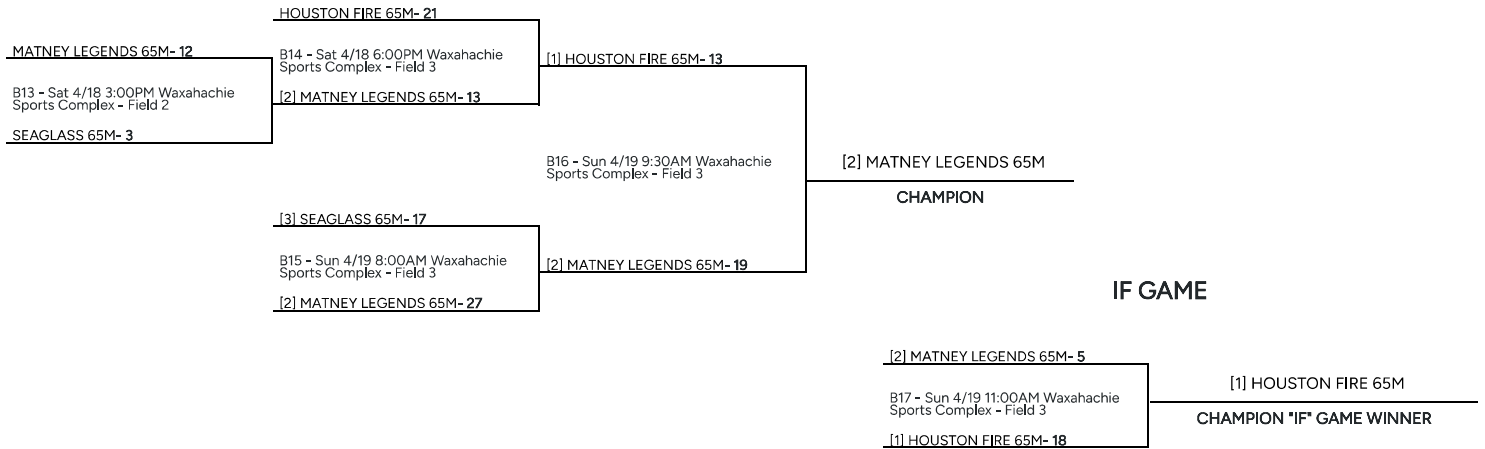 HOUSTON FIRE 65M- 21
MATNEY LEGENDS 65M- 12
B14 - Sat 4/18 6:00PM Waxahachie
Sports Complex - Field 3
[1] HOUSTON FIRE 65M- 13
B13 - Sat 4/18 3:00PM Waxahachie
Sports Complex - Field 2
[2] MATNEY LEGENDS 65M- 13
SEAGLASS 65M- 3
B16 - Sun 4/19 9:30AM Waxahachie
Sports Complex - Field 3
[2] MATNEY LEGENDS 65M
CHAMPION
[3] SEAGLASS 65M- 17
B15 - Sun 4/19 8:00AM Waxahachie
Sports Complex - Field 3
[2] MATNEY LEGENDS 65M- 19
[2] MATNEY LEGENDS 65M- 27
IF GAME
[2] MATNEY LEGENDS 65M- 5
B17 - Sun 4/19 11:00AM Waxahachie
Sports Complex - Field 3
[1] HOUSTON FIRE 65M
CHAMPION "IF" GAME WINNER
[1] HOUSTON FIRE 65M- 18